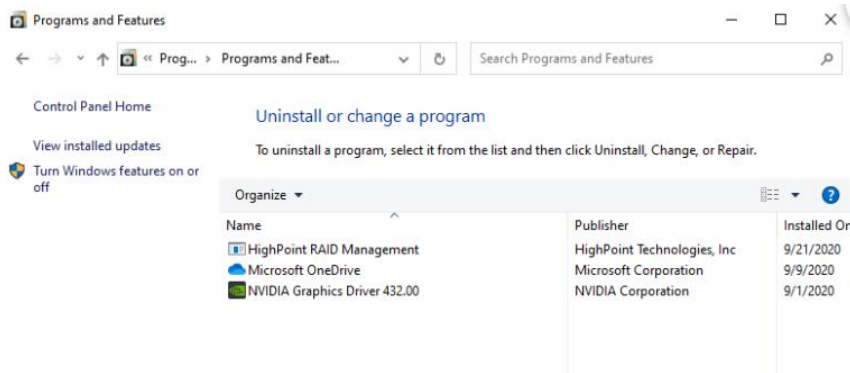 Programs and Features
« Prog... › Programs and Feat...
Search Programs and Features
Control Panel Home
View installed updates
Turn Windows features on or
off
Uninstall or change a program
To uninstall a program, select it from the list and then click Uninstall, Change, or Repair.
Organize
Name Publisher Installed On
HighPoint RAID Management HighPoint Technologies, Inc 9/21/2020
Microsoft OneDrive Microsoft Corporation 9/9/2020
NVIDIA Graphics Driver 432.00 NVIDIA Corporation 9/1/2020